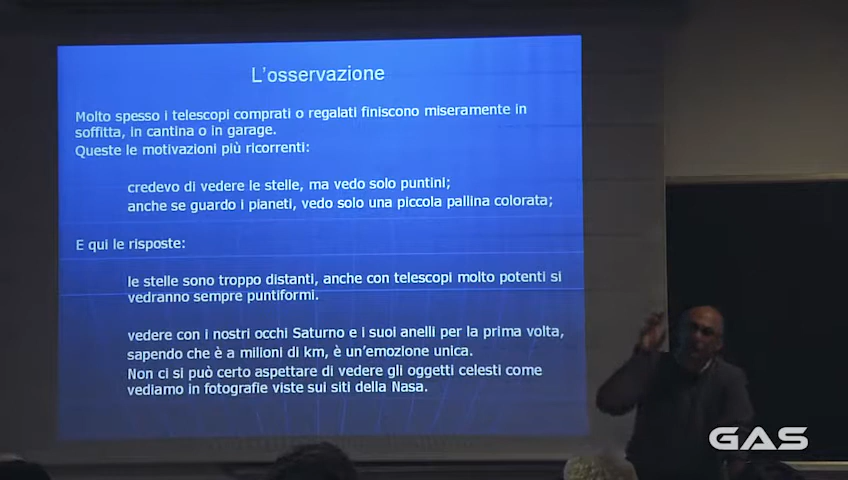 L'osservazione
Molto spesso i telescopi comprati o regalati finiscono miseramente in
soffitta, in cantina o in garage.
Queste le motivazioni più ricorrenti:
credevo di vedere le stelle, ma vedo solo puntini;
anche se guardo i pianeti, vedo solo una piccola pallina colorata;
E qui le risposte:
le stelle sono troppo distanti, anche con telescopi molto potenti si
vedranno sempre puntiformi.
vedere con i nostri occhi Saturno e i suoi anelli per la prima volta,
sapendo che è a milioni di km, è un'emozione unica.
Non ci si può certo aspettare di vedere gli oggetti celesti come
vediamo in fotografie viste sui siti della Nasa.
GAS